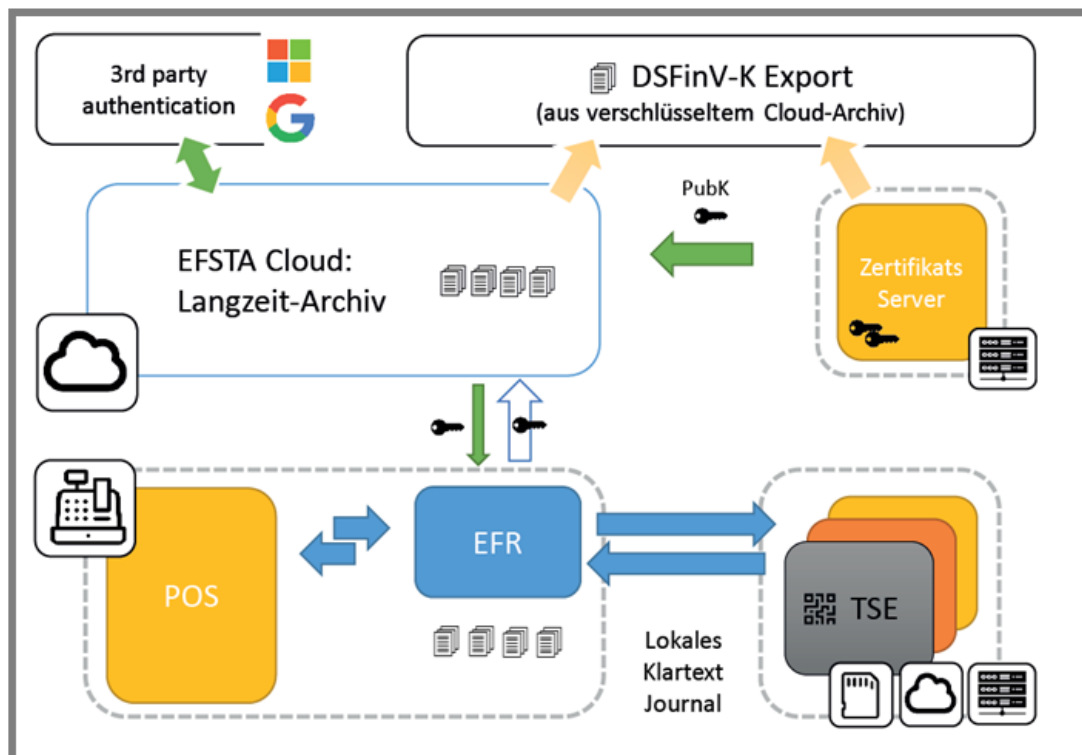 3rd party
authentication
DSFinV-K Export
(aus verschlüsseltem Cloud-Archiv)
PubK
EFSTA Cloud:
Langzeit-Archiv
Zertifikats
Server
POS
EFR
TSE
Lokales
Klartext
Journal